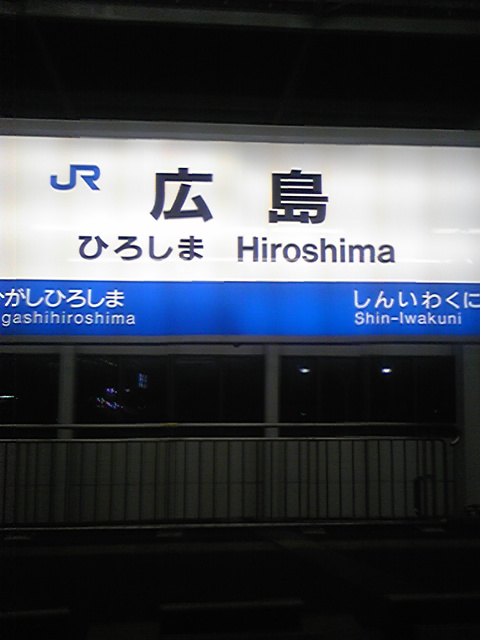 JR 広島
ひろしま Hiroshima
がしひろしま しんいわくに
gashihiroshima Shin-Iwakuni